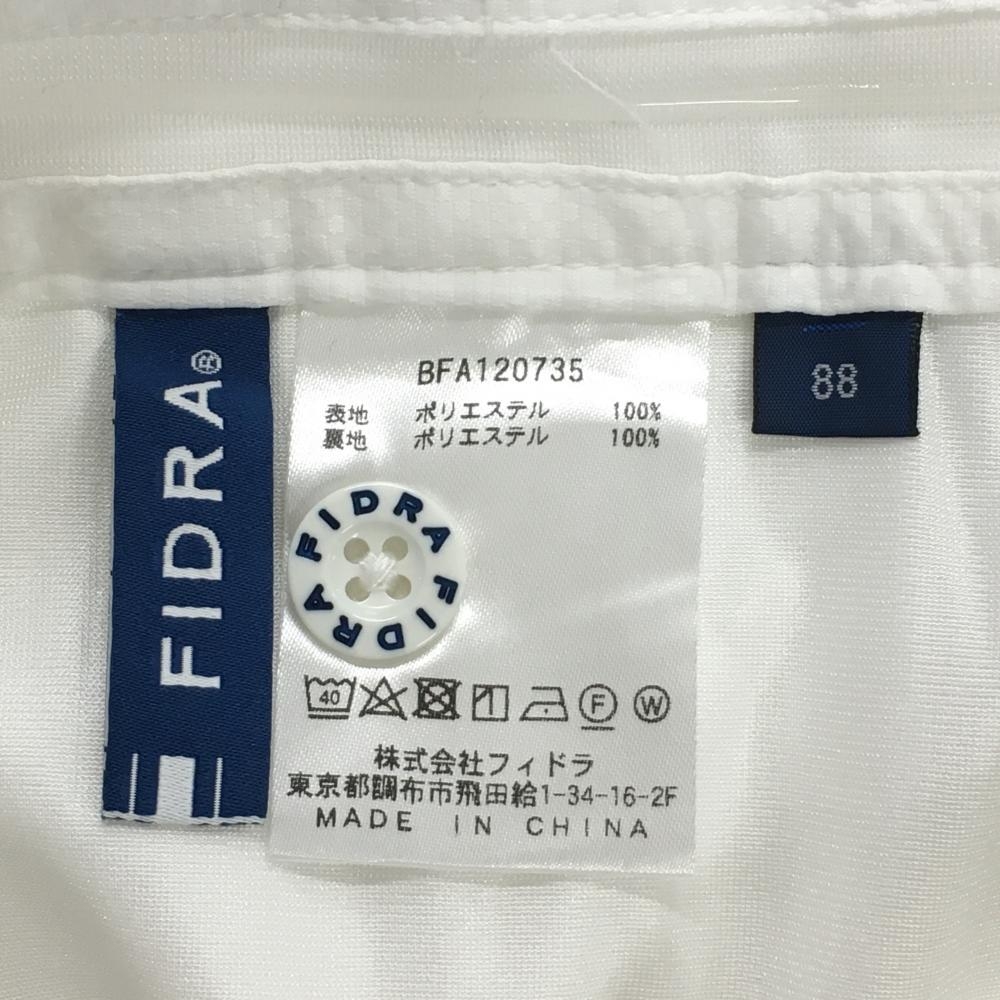 FIDRA®
BFA120735
表地 ポリエステル 100%
裏地 ポリエステル 100%
FIDRA FIDRA
40
F
W
株式会社フィドラ
東京都調布市飛田給1-34-16-2F
MADE IN CHINA
88